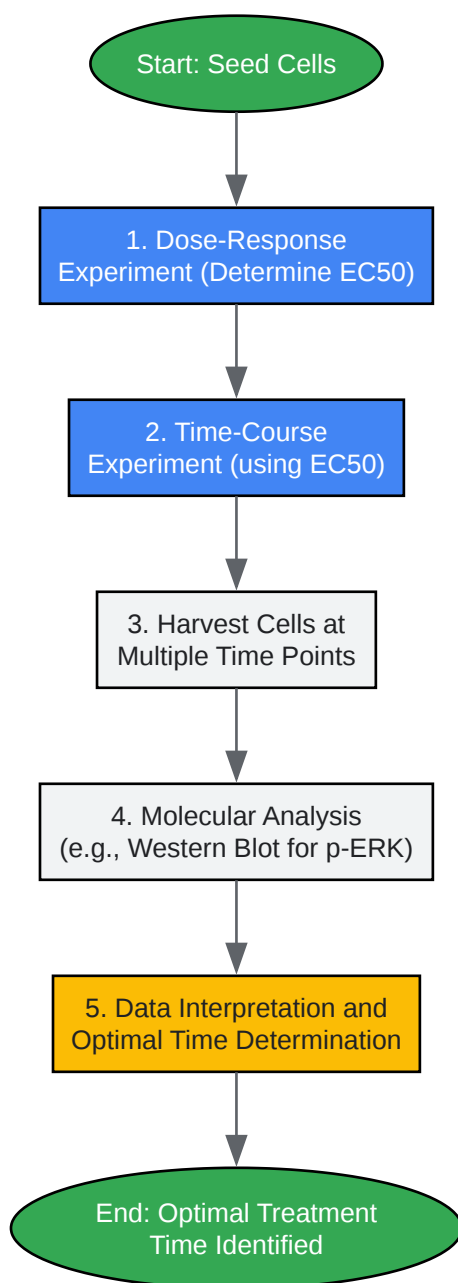 Start: Seed Cells
1. Dose-Response
Experiment (Determine EC50)
2. Time-Course
Experiment (using EC50)
3. Harvest Cells at
Multiple Time Points
4. Molecular Analysis
(e.g., Western Blot for p-ERK)
5. Data Interpretation and
Optimal Time Determination
End: Optimal Treatment
Time Identified